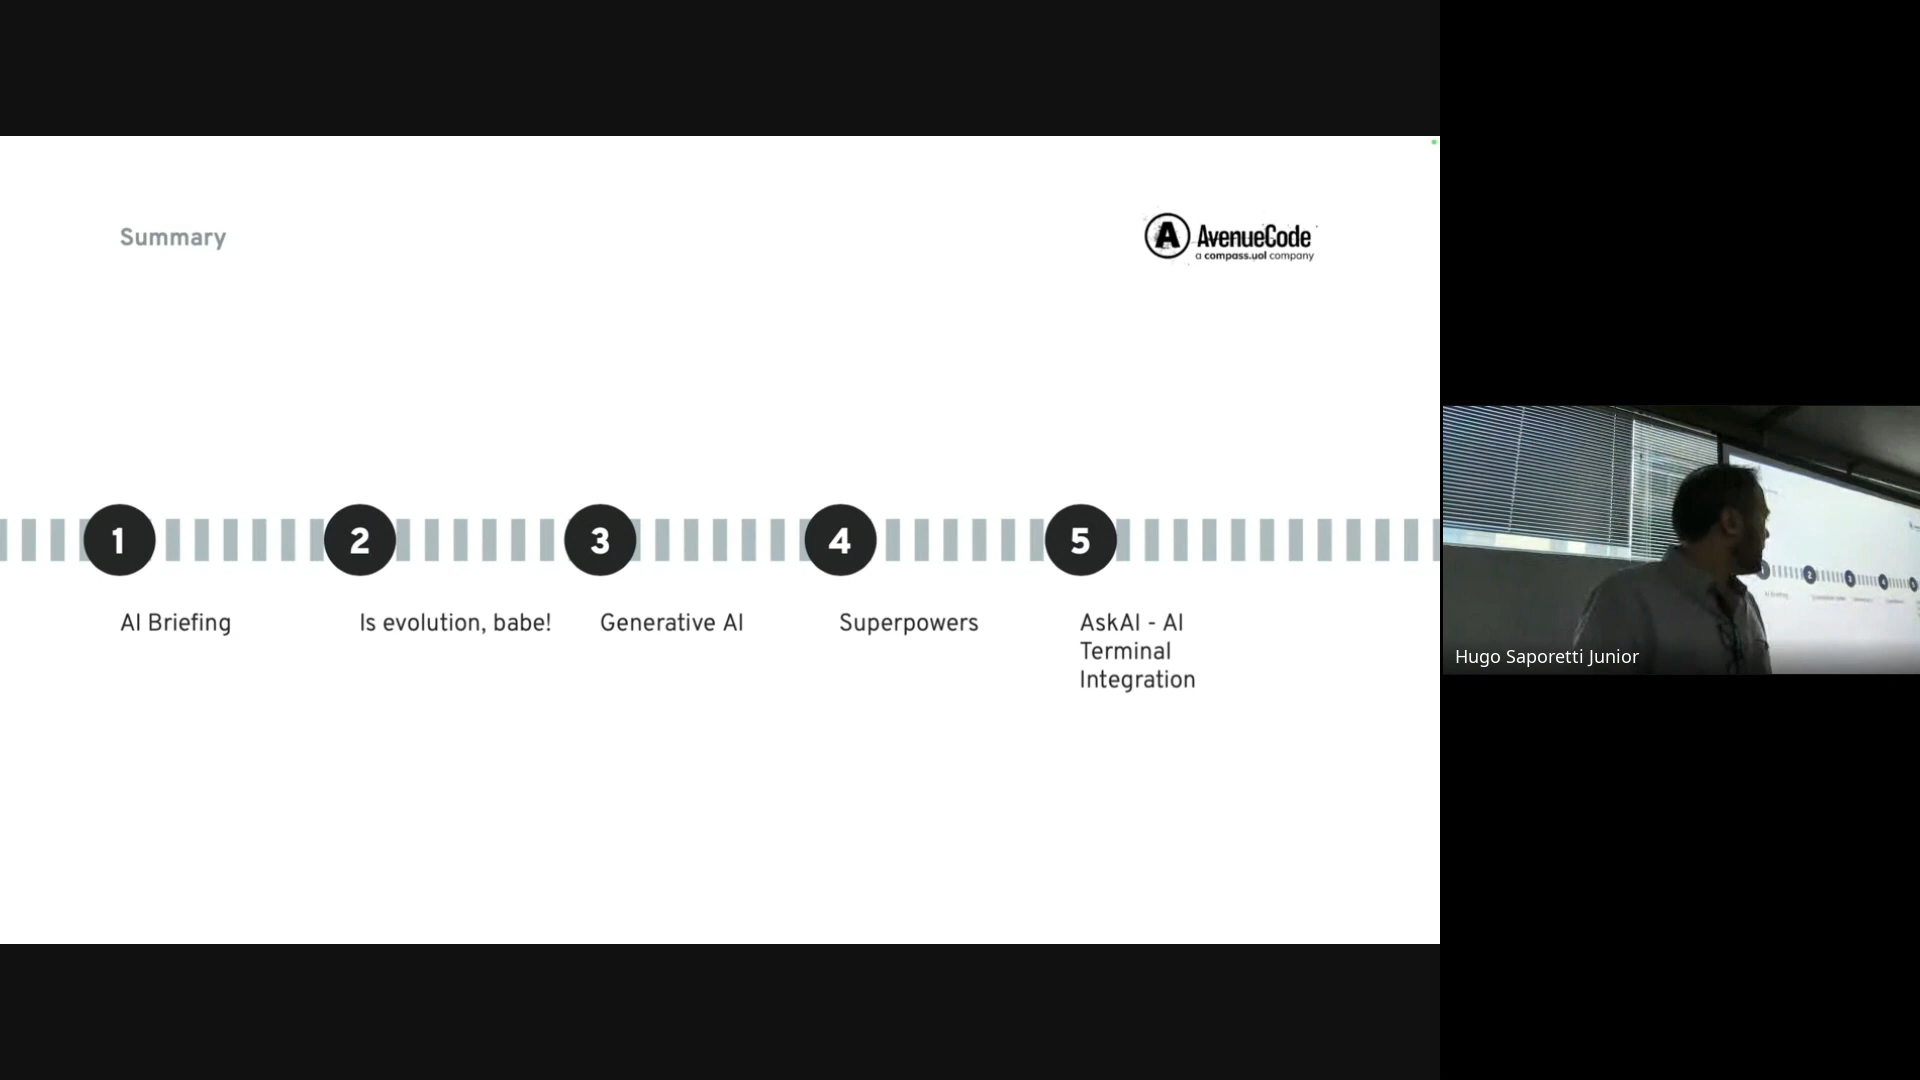 Summary
A AvenueCode
a compass.uol company
1
2
3
4
5
AI Briefing
Is evolution, babe!
Generative AI
Superpowers
AskAI - AI
Terminal
Integration
Hugo Saporetti Junior